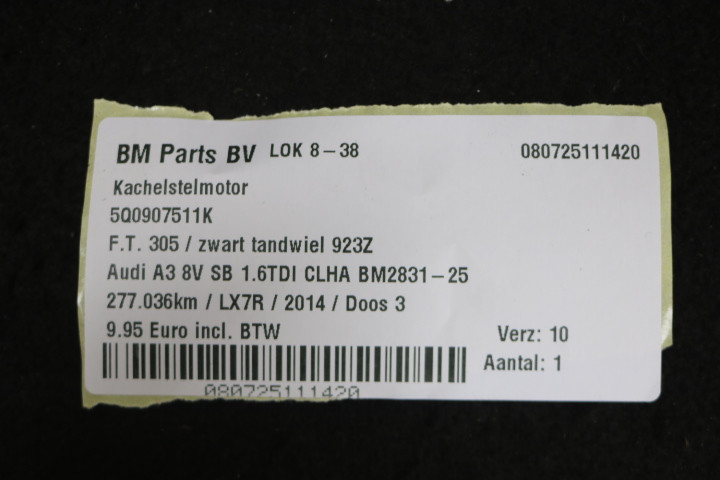 BM Parts BV LOK 8-38 080725111420
Kachelstelmotor
5Q0907511K
F.T. 305 / zwart tandwiel 923Z
Audi A3 8V SB 1.6TDI CLHA BM2831-25
277.036km / LX7R / 2014 / Doos 3
9.95 Euro incl. BTW Verz: 10
Aantal: 1
080725111420